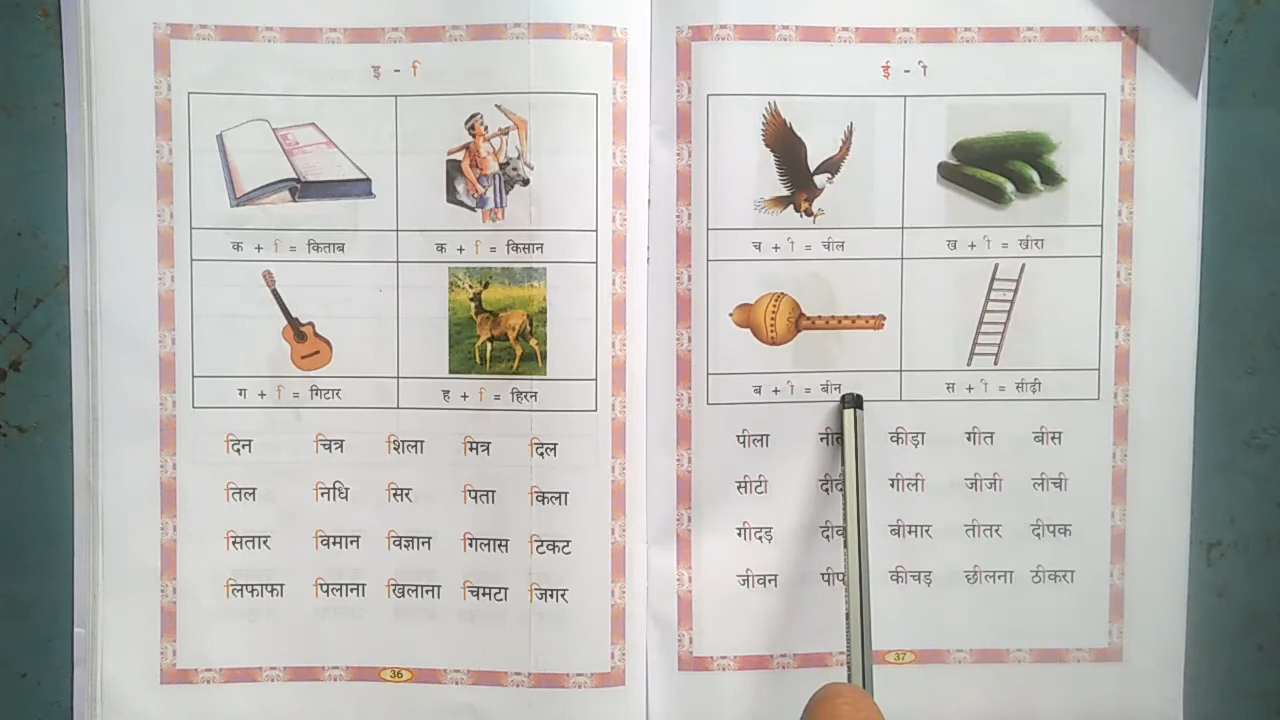 इ - ि
क + ि = किताब
क + ि = किसान
ग + ि = गिटार
ह + ि = हिरन
दिन चित्र शिला मित्र दिल
तिल निधि सिर पिता किला
सितार विमान विज्ञान गिलास टिकट
लिफाफा पिलाना खिलाना चिमटा जिगर
36
ई - ी
च + ी = चील
ख + ी = खीरा
ब + ी = बीन
स + ी = सीढ़ी
पीला कीड़ा गीत बीस
सीटी गीली जीजी लीची
गीदड़ बीमार तीतर दीपक
जीवन कीचड़ छीलना ठीकरा
37